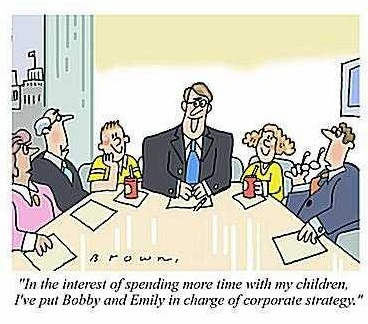 Brown,
"In the interest of spending more time with my children,
I've put Bobby and Emily in charge of corporate strategy."